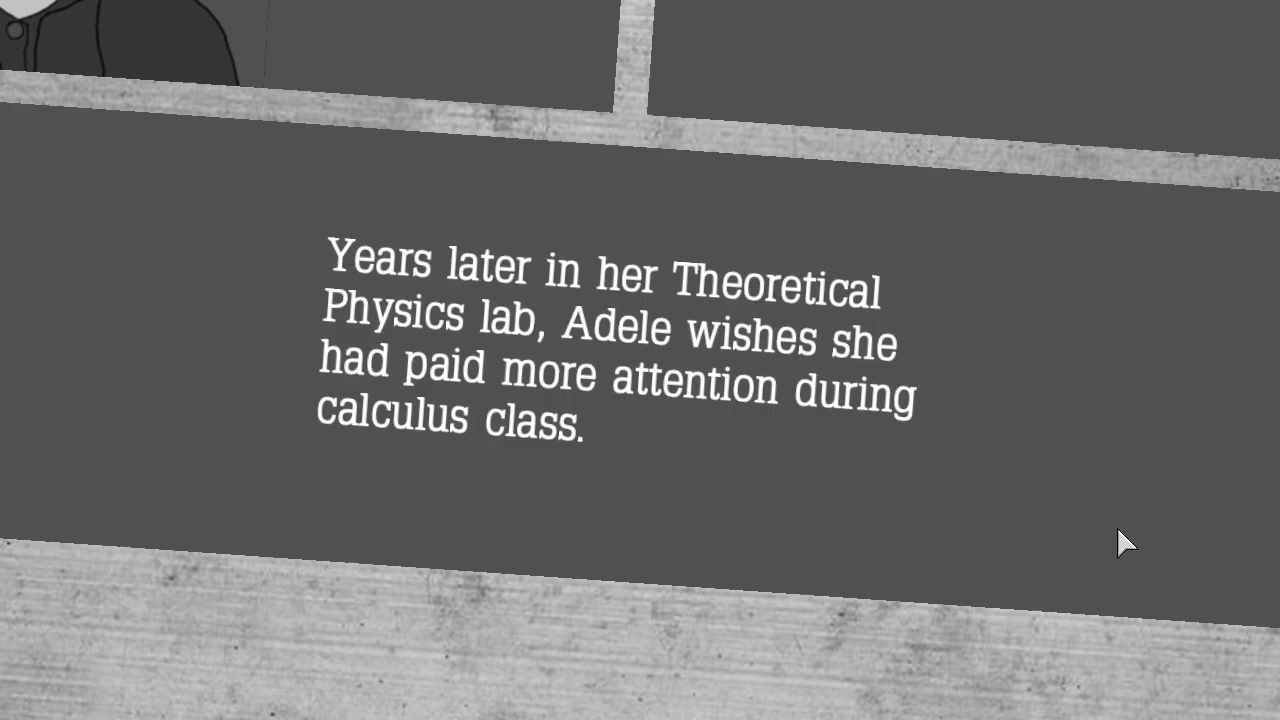 Years later in her Theoretical
Physics lab, Adele wishes she
had paid more attention during
calculus class.